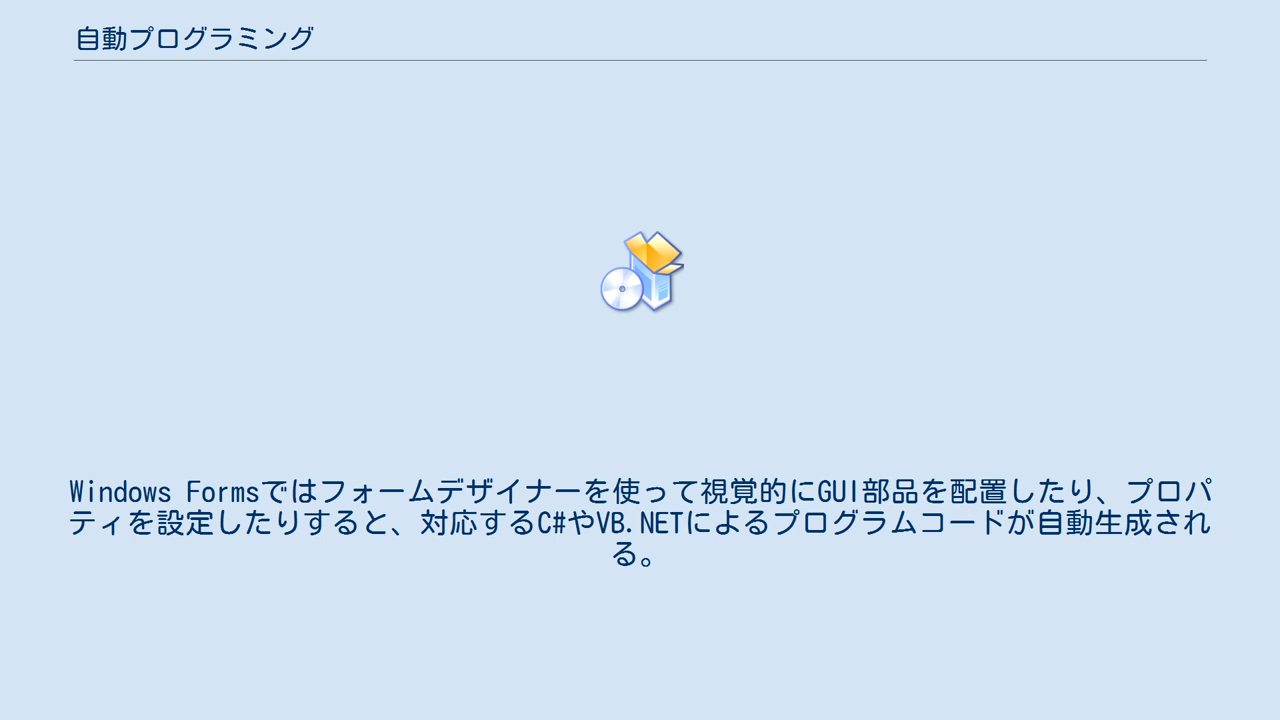 自動プログラミング
Windows Formsではフォームデザイナーを使って視覚的にGUI部品を配置したり、プロパ
ティを設定したりすると、対応するC#やVB.NETによるプログラムコードが自動生成され
る。